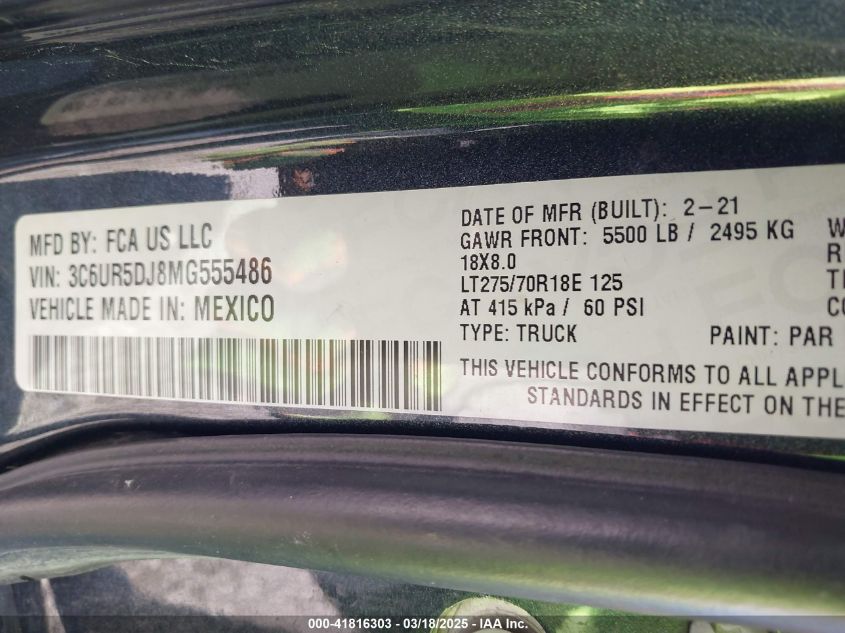 MFD BY: FCA US LLC
VIN: 3C6UR5DJ8MG555486
VEHICLE MADE IN: MEXICO
DATE OF MFR (BUILT): 2-21
GAWR FRONT: 5500 LB / 2495 KG
18X8.0
LT275/70R18E 125
AT 415 kPa / 60 PSI
TYPE: TRUCK PAINT: PAR
THIS VEHICLE CONFORMS TO ALL APPL
STANDARDS IN EFFECT ON THE
W
R
TI
CO
000-41816303 - 03/18/2025 - IAA Inc.